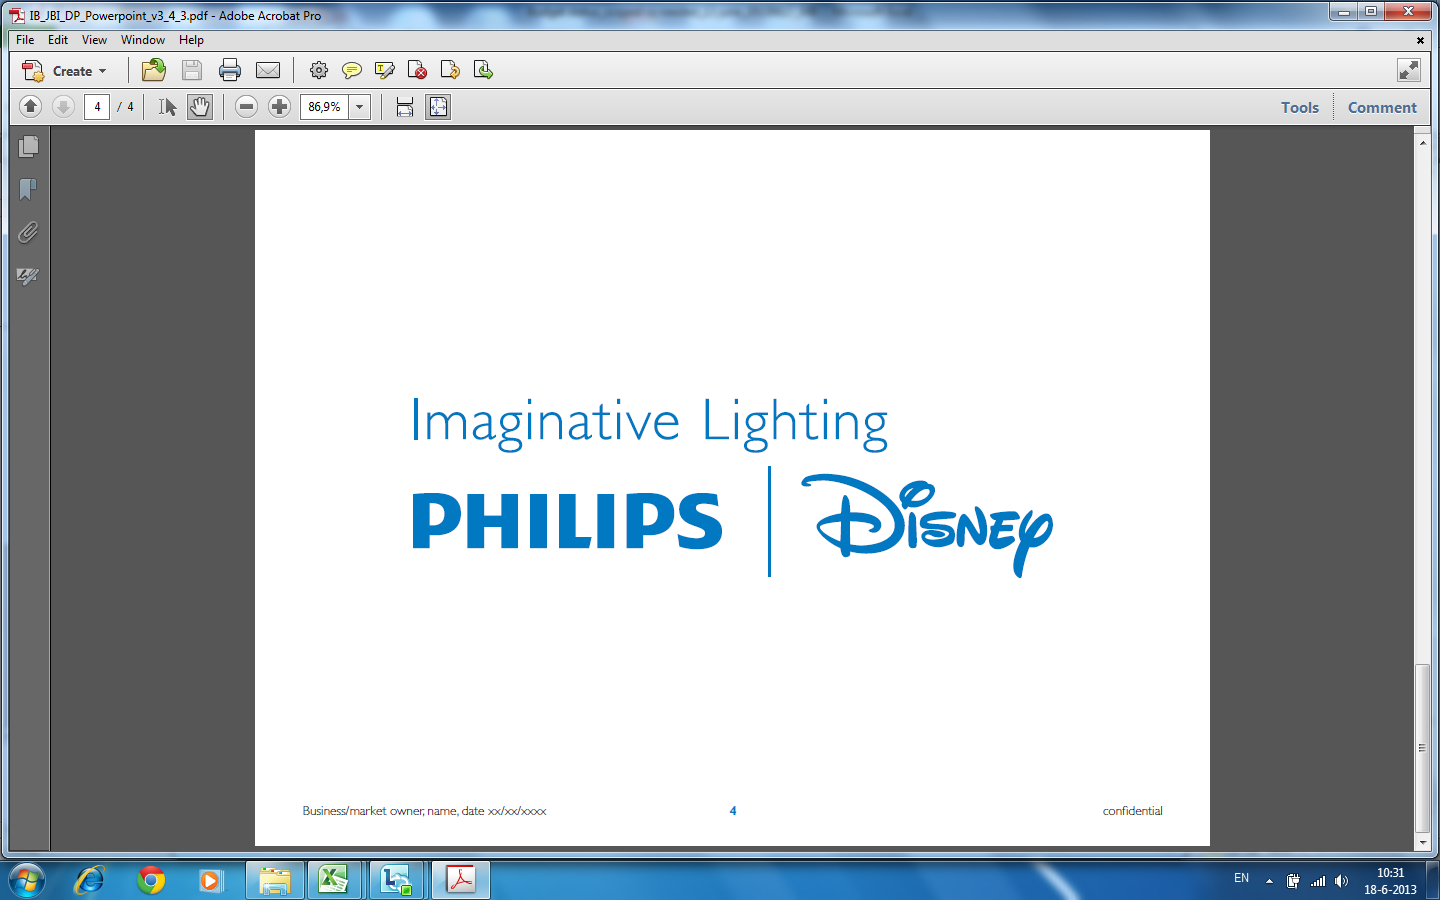 IB_JBI_DP_Powerpoint_v3_4_3.pdf - Adobe Acrobat Pro
File Edit View Window Help
Create
4 / 4 86,9% Tools Comment
Imaginative Lighting
PHILIPS Disney
Business/market owner, name, date xx/xx/xxxx 4 confidential
EN 10:31
18-6-2013